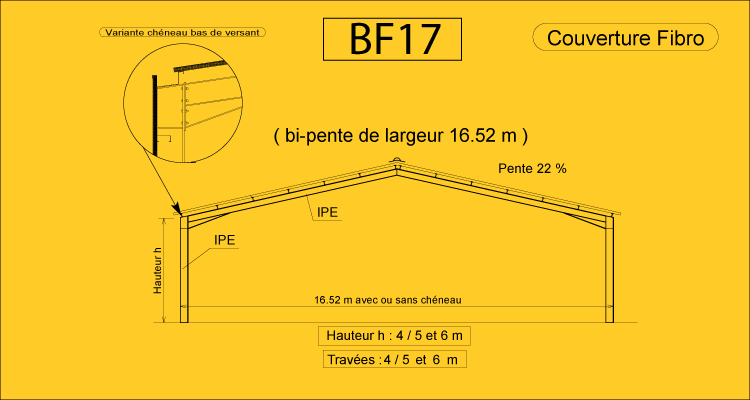 Variante chéneau bas de versant
BF17
Couverture Fibro
( bi-pente de largeur 16.52 m )
Pente 22 %
IPE
IPE
Hauteur h
16.52 m avec ou sans chéneau
Hauteur h : 4 / 5 et 6 m
Travées : 4 / 5 et 6 m